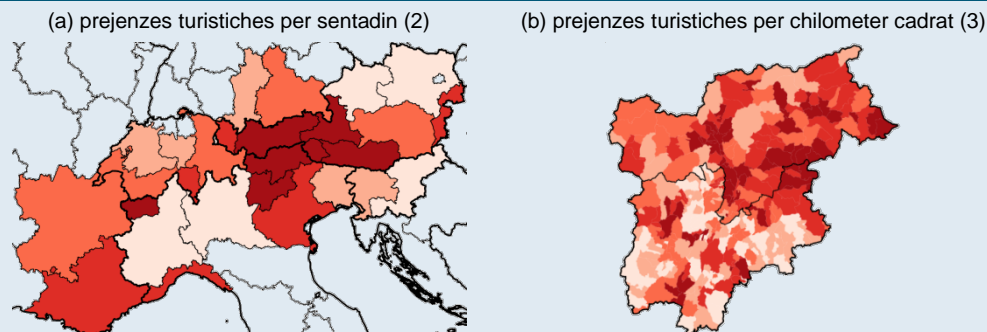 (a) prejenzes turistiches per sentadin (2)
(b) prejenzes turistiches per chilometer cadrat (3)